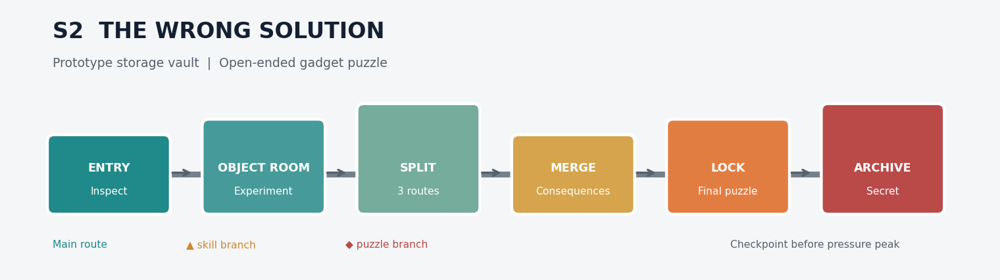 S2  THE WRONG SOLUTION
Prototype storage vault  |  Open-ended gadget puzzle
ENTRY
Inspect
OBJECT ROOM
Experiment
SPLIT
3 routes
MERGE
Consequences
LOCK
Final puzzle
ARCHIVE
Secret
Main route
▲ skill branch
◆ puzzle branch
Checkpoint before pressure peak